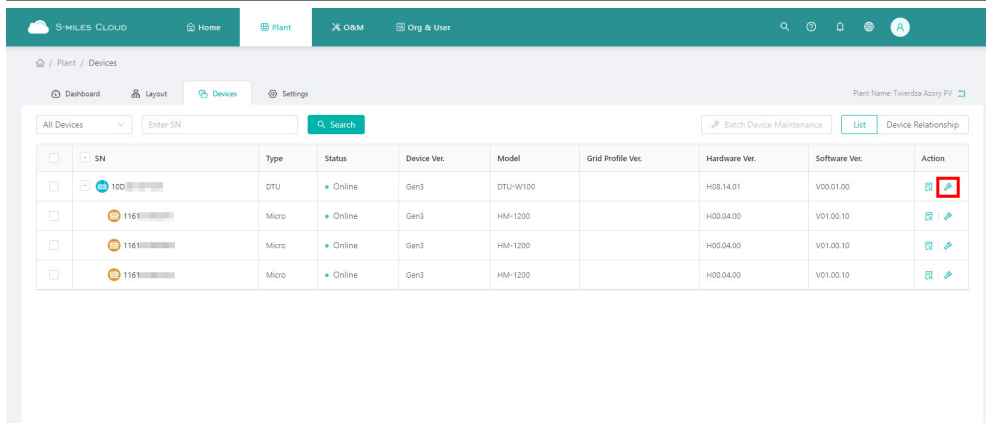 S-MILES CLOUD Home Plant O&M Org & User
/ Plant / Devices
Dashboard Layout Devices Settings Plant Name: Twierdza Azory PV
All Devices Enter SN Search Batch Device Maintenance List Device Relationship
SN Type Status Device Ver. Model Grid Profile Ver. Hardware Ver. Software Ver. Action
10D DTU Online Gen3 DTU-W100 H08.14.01 V00.01.00
1161 Micro Online Gen3 HM-1200 H00.04.00 V01.00.10
1161 Micro Online Gen3 HM-1200 H00.04.00 V01.00.10
1161 Micro Online Gen3 HM-1200 H00.04.00 V01.00.10